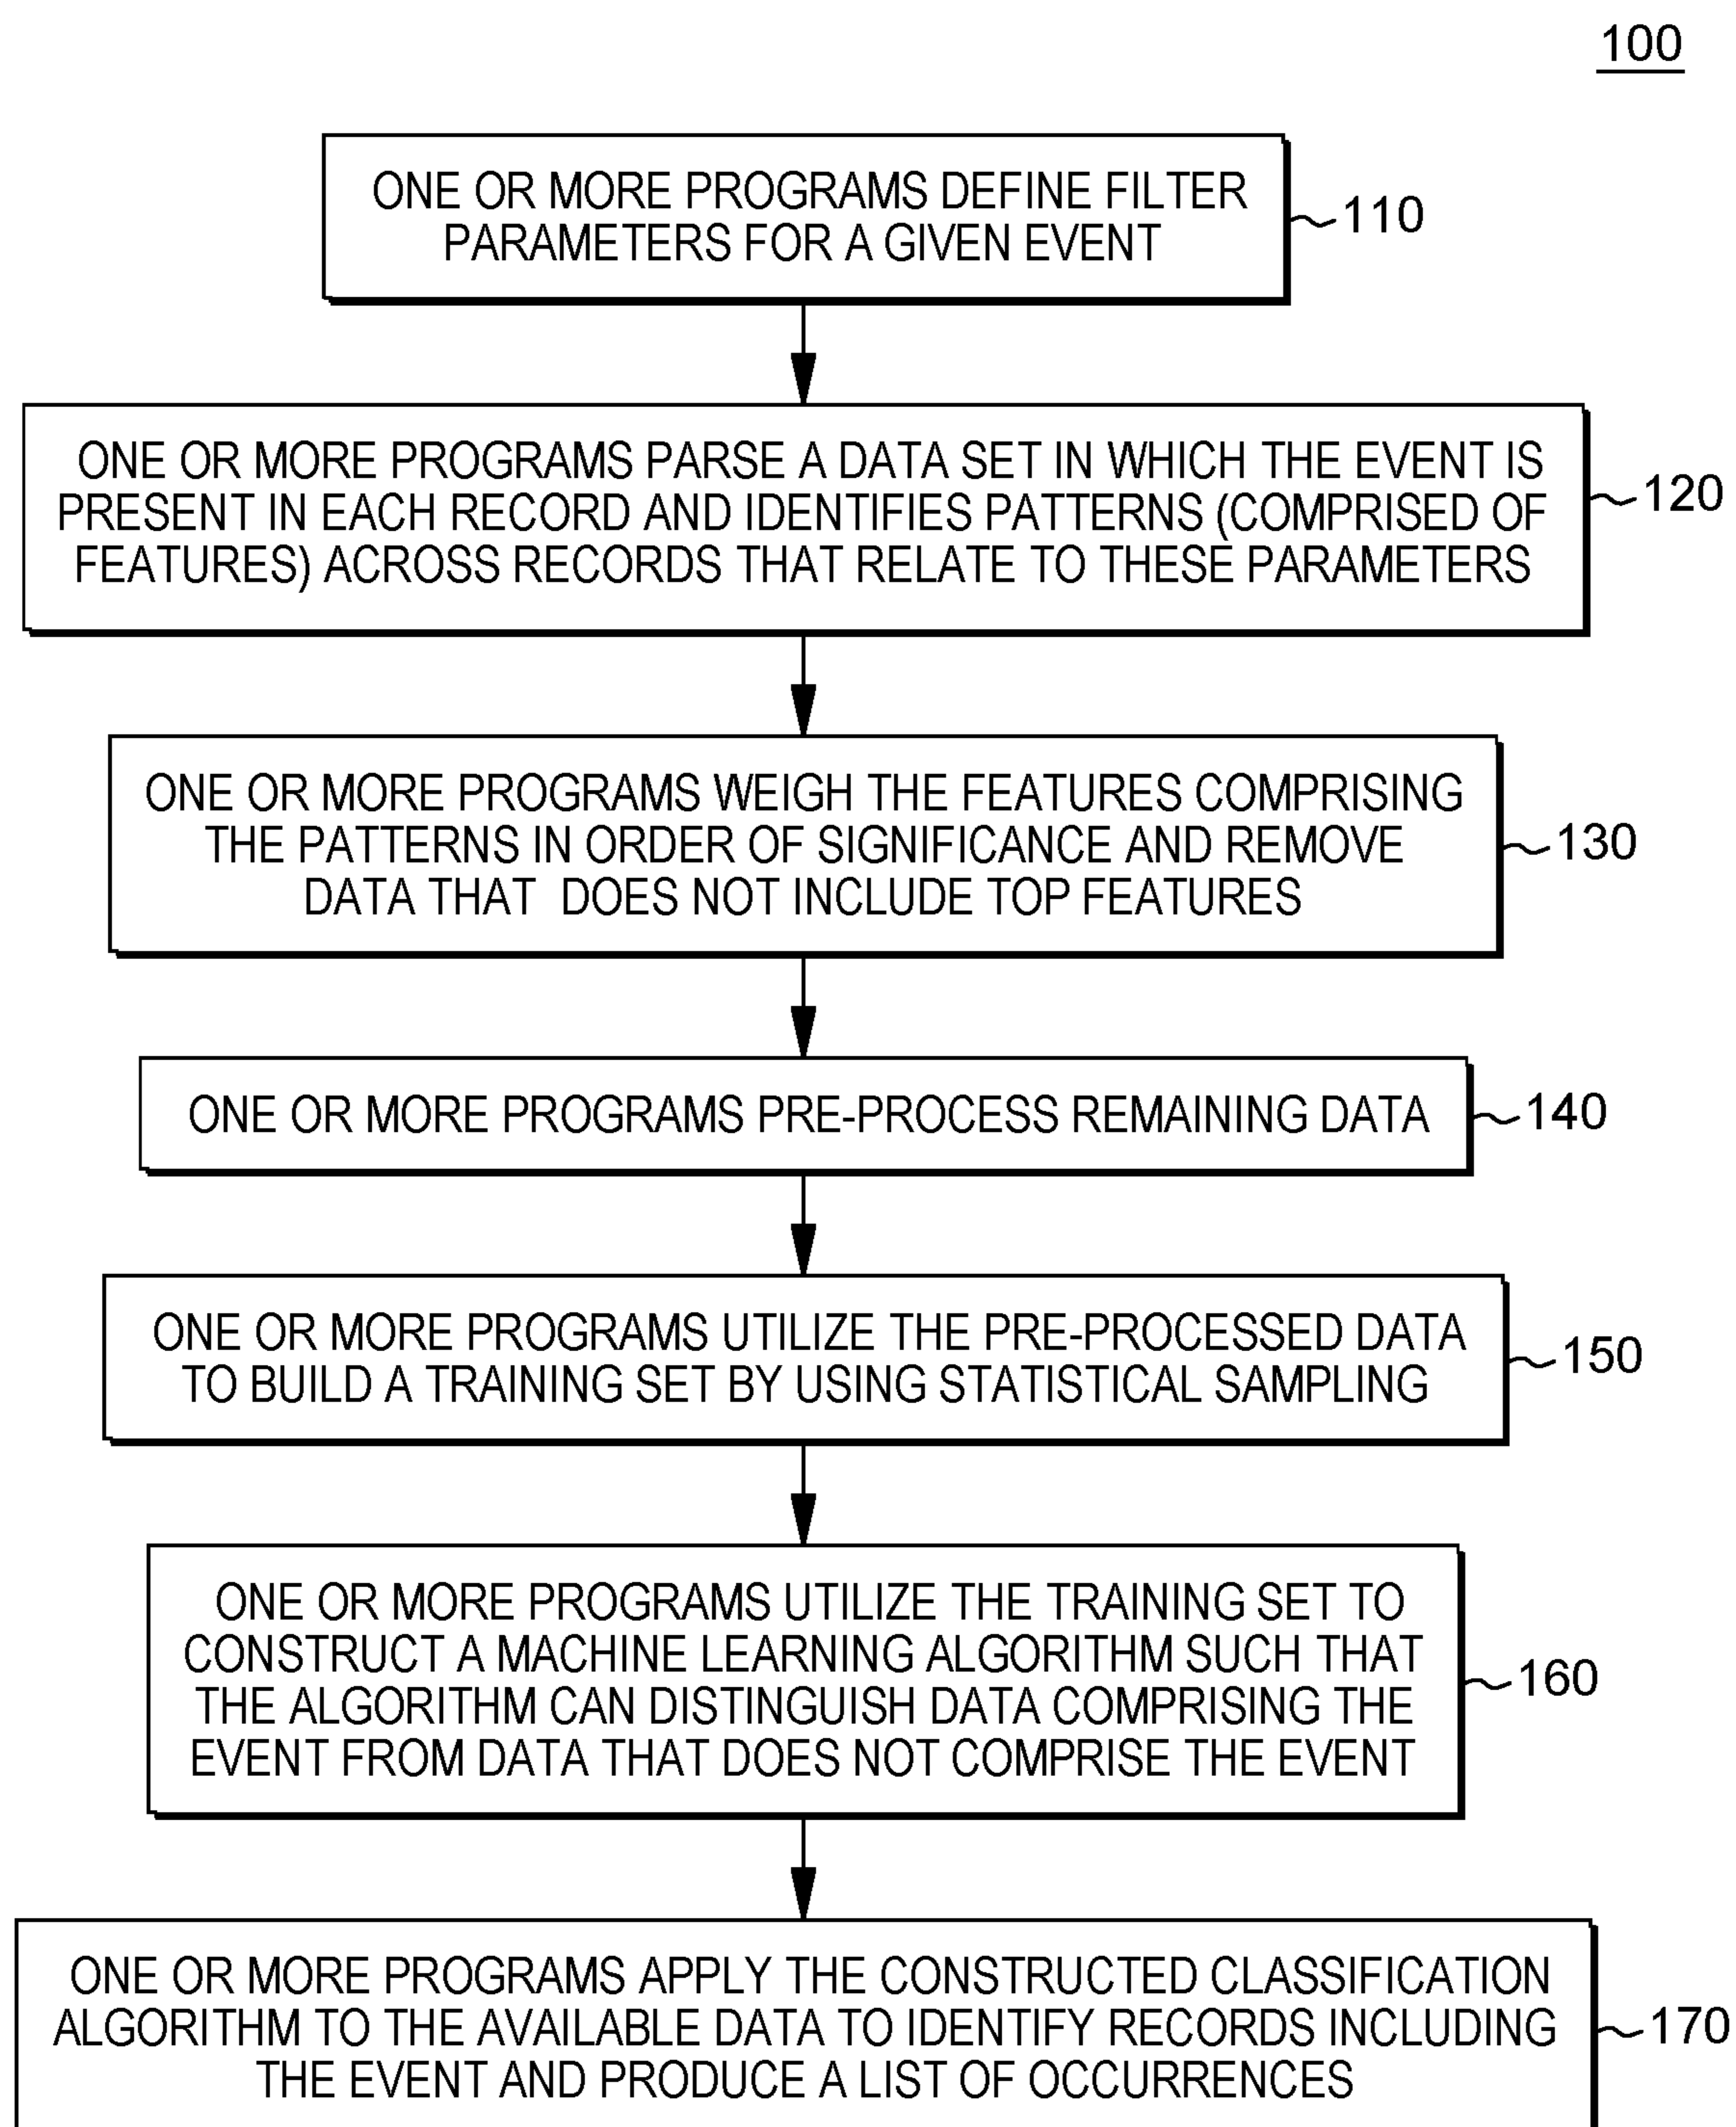 100
ONE OR MORE PROGRAMS DEFINE FILTER
PARAMETERS FOR A GIVEN EVENT
110
ONE OR MORE PROGRAMS PARSE A DATA SET IN WHICH THE EVENT IS
PRESENT IN EACH RECORD AND IDENTIFIES PATTERNS (COMPRISED OF
FEATURES) ACROSS RECORDS THAT RELATE TO THESE PARAMETERS
120
ONE OR MORE PROGRAMS WEIGH THE FEATURES COMPRISING
THE PATTERNS IN ORDER OF SIGNIFICANCE AND REMOVE
DATA THAT DOES NOT INCLUDE TOP FEATURES
130
ONE OR MORE PROGRAMS PRE-PROCESS REMAINING DATA
140
ONE OR MORE PROGRAMS UTILIZE THE PRE-PROCESSED DATA
TO BUILD A TRAINING SET BY USING STATISTICAL SAMPLING
150
ONE OR MORE PROGRAMS UTILIZE THE TRAINING SET TO
CONSTRUCT A MACHINE LEARNING ALGORITHM SUCH THAT
THE ALGORITHM CAN DISTINGUISH DATA COMPRISING THE
EVENT FROM DATA THAT DOES NOT COMPRISE THE EVENT
160
ONE OR MORE PROGRAMS APPLY THE CONSTRUCTED CLASSIFICATION
ALGORITHM TO THE AVAILABLE DATA TO IDENTIFY RECORDS INCLUDING
THE EVENT AND PRODUCE A LIST OF OCCURRENCES
170